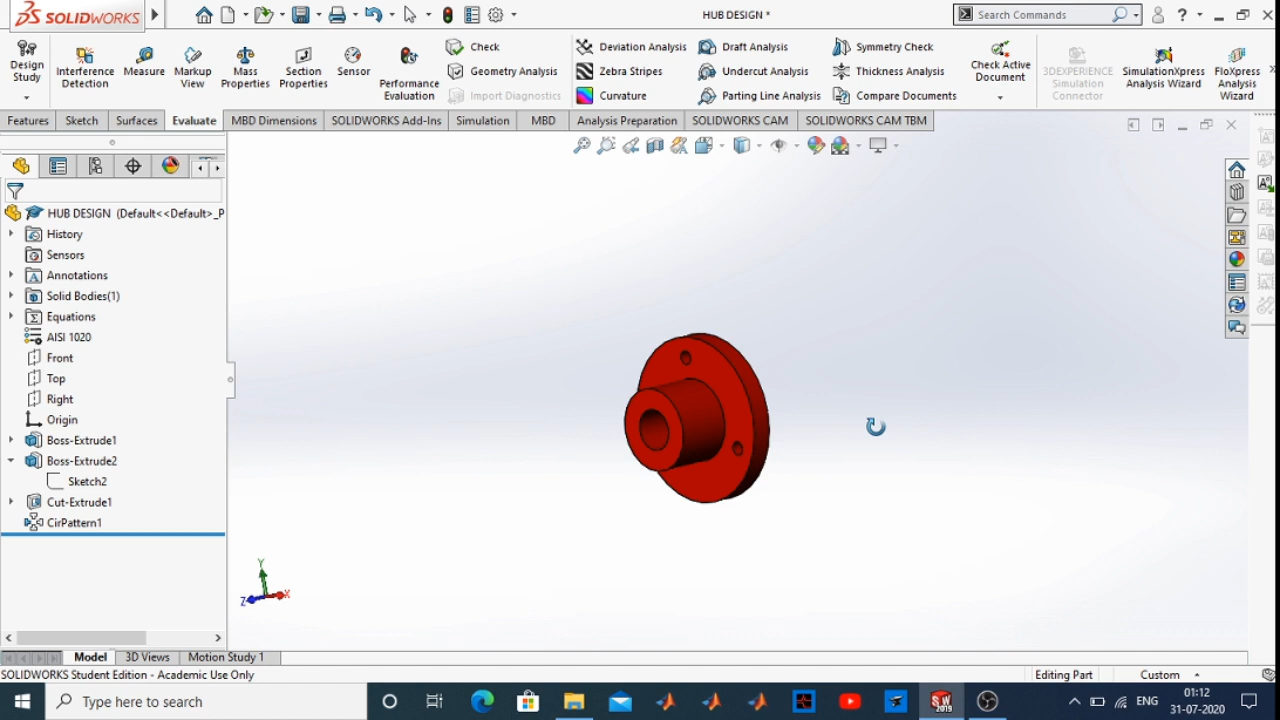 SOLIDWORKS
HUB DESIGN *
Search Commands
Design Study
Interference Detection
Measure
Markup View
Mass Properties
Section Properties
Sensor
Performance Evaluation
Check
Geometry Analysis
Import Diagnostics
Deviation Analysis
Zebra Stripes
Curvature
Draft Analysis
Undercut Analysis
Parting Line Analysis
Symmetry Check
Thickness Analysis
Compare Documents
Check Active Document
3DEXPERIENCE Simulation Connector
SimulationXpress Analysis Wizard
FloXpress Analysis Wizard
Features Sketch Surfaces Evaluate MBD Dimensions SOLIDWORKS Add-Ins Simulation MBD Analysis Preparation SOLIDWORKS CAM SOLIDWORKS CAM TBM
HUB DESIGN (Default<<Default>_P
History
Sensors
Annotations
Solid Bodies(1)
Equations
AISI 1020
Front
Top
Right
Origin
Boss-Extrude1
Boss-Extrude2
Sketch2
Cut-Extrude1
CirPattern1
Y
Z
X
Model 3D Views Motion Study 1
SOLIDWORKS Student Edition - Academic Use Only
Editing Part
Custom
Type here to search
SW 2019
ENG
01:12
31-07-2020